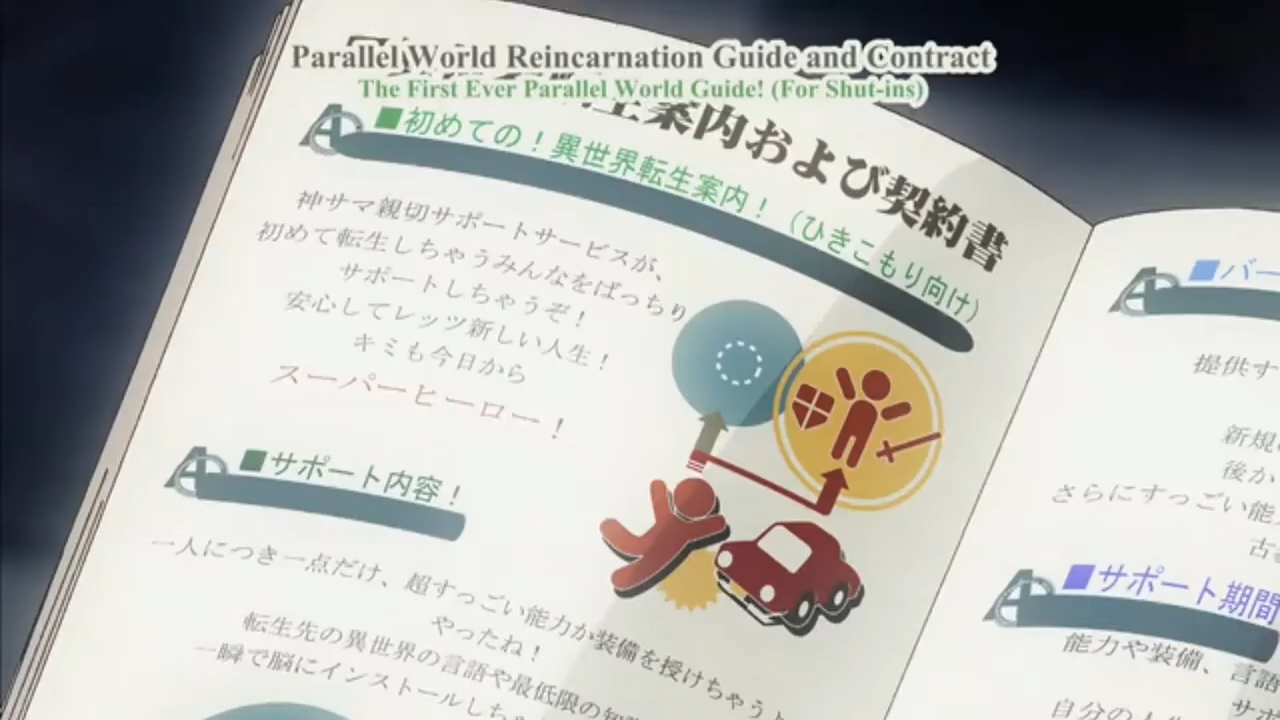 Parallel World Reincarnation Guide and Contract
The First Ever Parallel World Guide! (For Shut-ins)
案内および契約書
■初めての！異世界転生案内！（ひきこもり向け）
神サマ親切サポートサービスが、
初めて転生しちゃうみんなをばっちり
サポートしちゃうぞ！
安心してレッツ新しい人生！
キミも今日から
スーパーヒーロー！
■サポート内容！
一人につき一点だけ、超すっごい能力か装備を授けちゃうよ
やったね！
転生先の異世界の言語や最低限の知
一瞬で脳にインストールしち
■バー
提供す
新規
後か
さらにすっごい能
古
■サポート期間
能力や装備、言語
サポ
自分の人